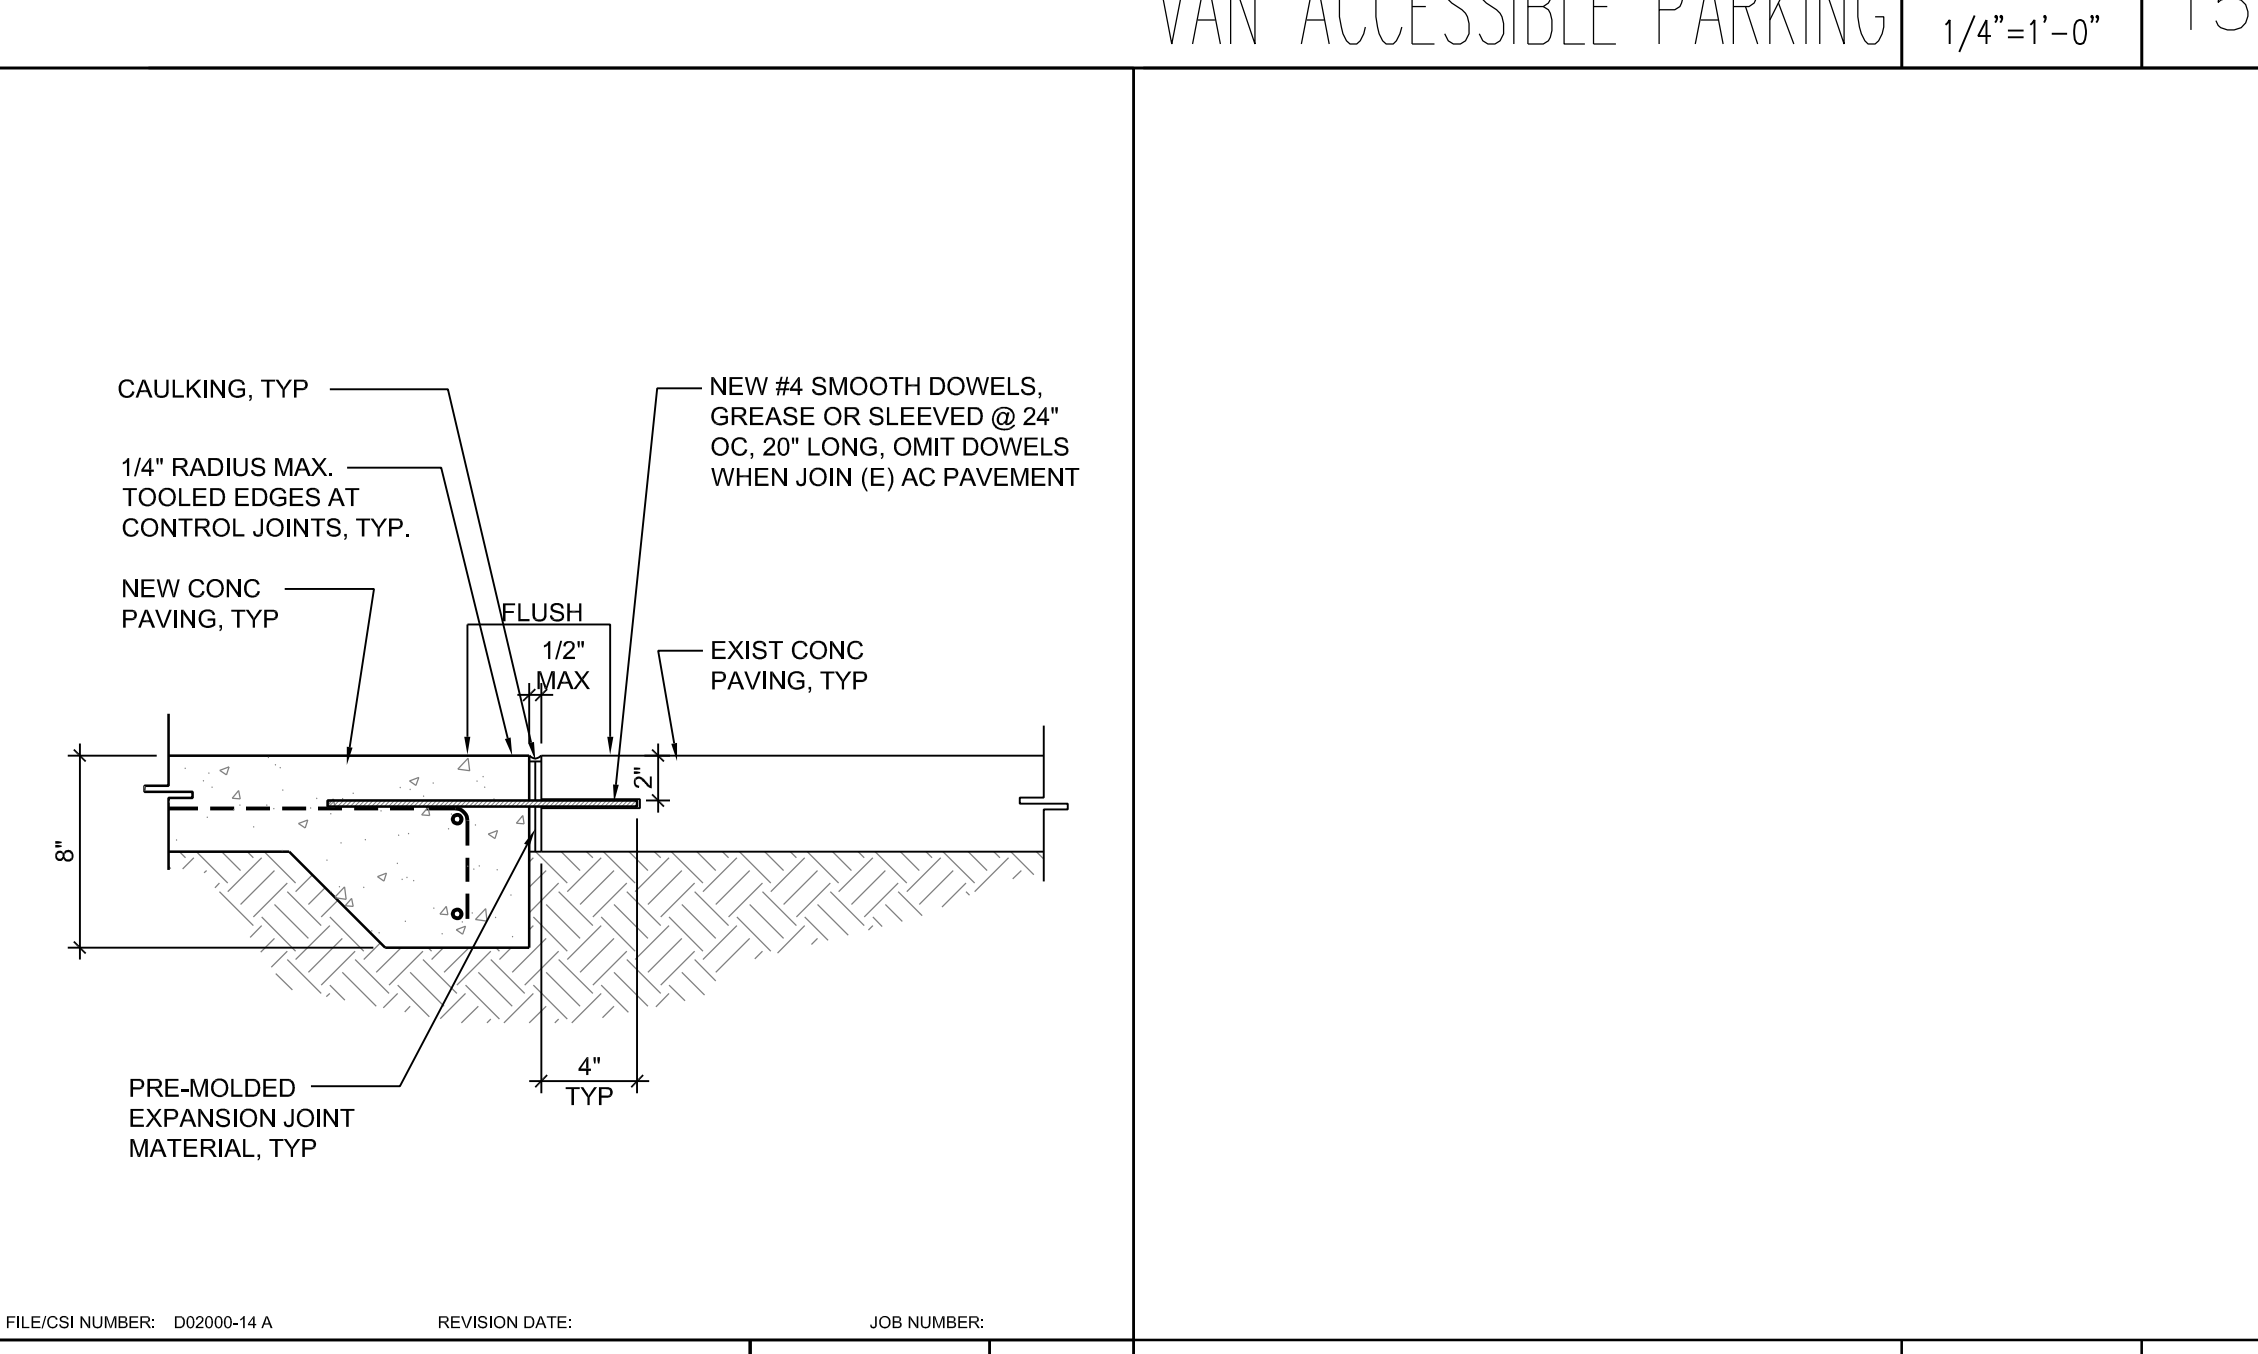 VAN ACCESSIBLE PARKING
1/4"=1'-0"
CAULKING, TYP
1/4" RADIUS MAX.
TOOLED EDGES AT
CONTROL JOINTS, TYP.
NEW CONC
PAVING, TYP
FLUSH
1/2"
MAX
NEW #4 SMOOTH DOWELS,
GREASE OR SLEEVED @ 24"
OC, 20" LONG, OMIT DOWELS
WHEN JOIN (E) AC PAVEMENT
EXIST CONC
PAVING, TYP
2"
8"
4"
TYP
PRE-MOLDED
EXPANSION JOINT
MATERIAL, TYP
FILE/CSI NUMBER: D02000-14 A
REVISION DATE:
JOB NUMBER: